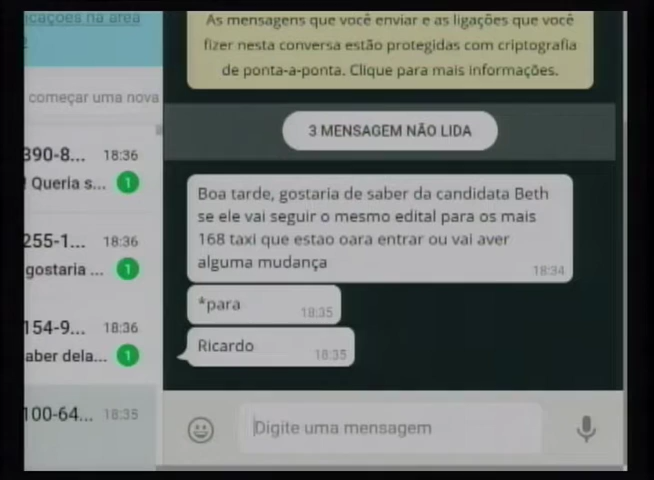 icações na área
começar uma nova
390-8... 18:36
! Queria s... 1
255-1... 18:36
gostaria ... 1
154-9... 18:36
aber dela... 1
100-64... 18:35
As mensagens que você enviar e as ligações que você
fizer nesta conversa estão protegidas com criptografia
de ponta-a-ponta. Clique para mais informações.
3 MENSAGEM NÃO LIDA
Boa tarde, gostaria de saber da candidata Beth
se ele vai seguir o mesmo edital para os mais
168 taxi que estao oara entrar ou vai aver
alguma mudança
18:34
*para
18:35
Ricardo
18:35
Digite uma mensagem